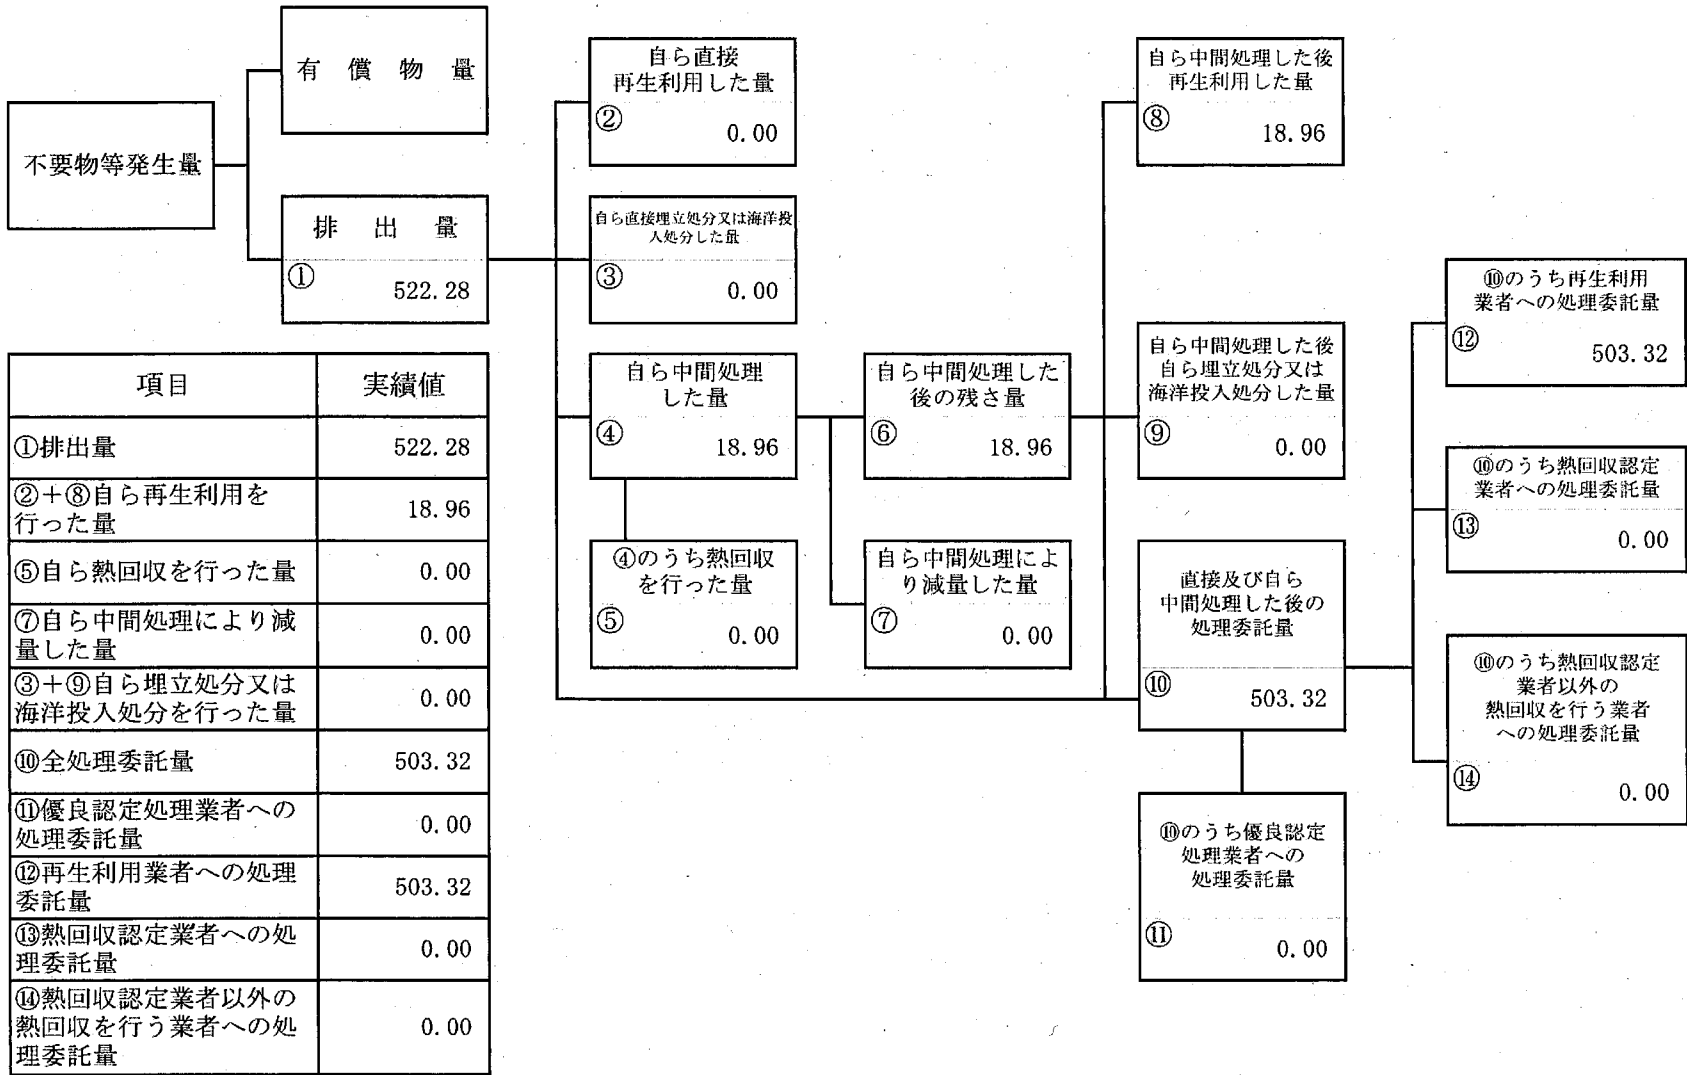 不要物等発生量
有償物量
排出量
①
522.28
自ら直接
再生利用した量
②
0.00
自ら直接埋立処分又は海洋投
入処分した量
③
0.00
自ら中間処理
した量
④
18.96
④のうち熱回収
を行った量
⑤
0.00
自ら中間処理した
後の残さ量
⑥
18.96
自ら中間処理によ
り減量した量
⑦
0.00
自ら中間処理した後
再生利用した量
⑧
18.96
自ら中間処理した後
自ら埋立処分又は
海洋投入処分した量
⑨
0.00
直接及び自ら
中間処理した後の
処理委託量
⑩
503.32
⑩のうち優良認定
処理業者への
処理委託量
⑪
0.00
⑩のうち再生利用
業者への処理委託量
⑫
503.32
⑩のうち熱回収認定
業者への処理委託量
⑬
0.00
⑩のうち熱回収認定
業者以外の
熱回収を行う業者
への処理委託量
⑭
0.00
項目 実績値
①排出量 522.28
②+⑧自ら再生利用を
行った量 18.96
⑤自ら熱回収を行った量 0.00
⑦自ら中間処理により減
量した量 0.00
③+⑨自ら埋立処分又は
海洋投入処分を行った量 0.00
⑩全処理委託量 503.32
⑪優良認定処理業者への
処理委託量 0.00
⑫再生利用業者への処理
委託量 503.32
⑬熱回収認定業者への処
理委託量 0.00
⑭熱回収認定業者以外の
熱回収を行う業者への処
理委託量 0.00